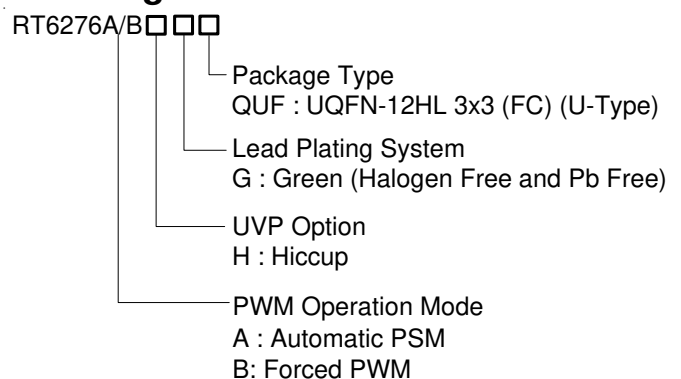 RT6276A/B□□□
Package Type
QUF : UQFN-12HL 3x3 (FC) (U-Type)
Lead Plating System
G : Green (Halogen Free and Pb Free)
UVP Option
H : Hiccup
PWM Operation Mode
A : Automatic PSM
B: Forced PWM